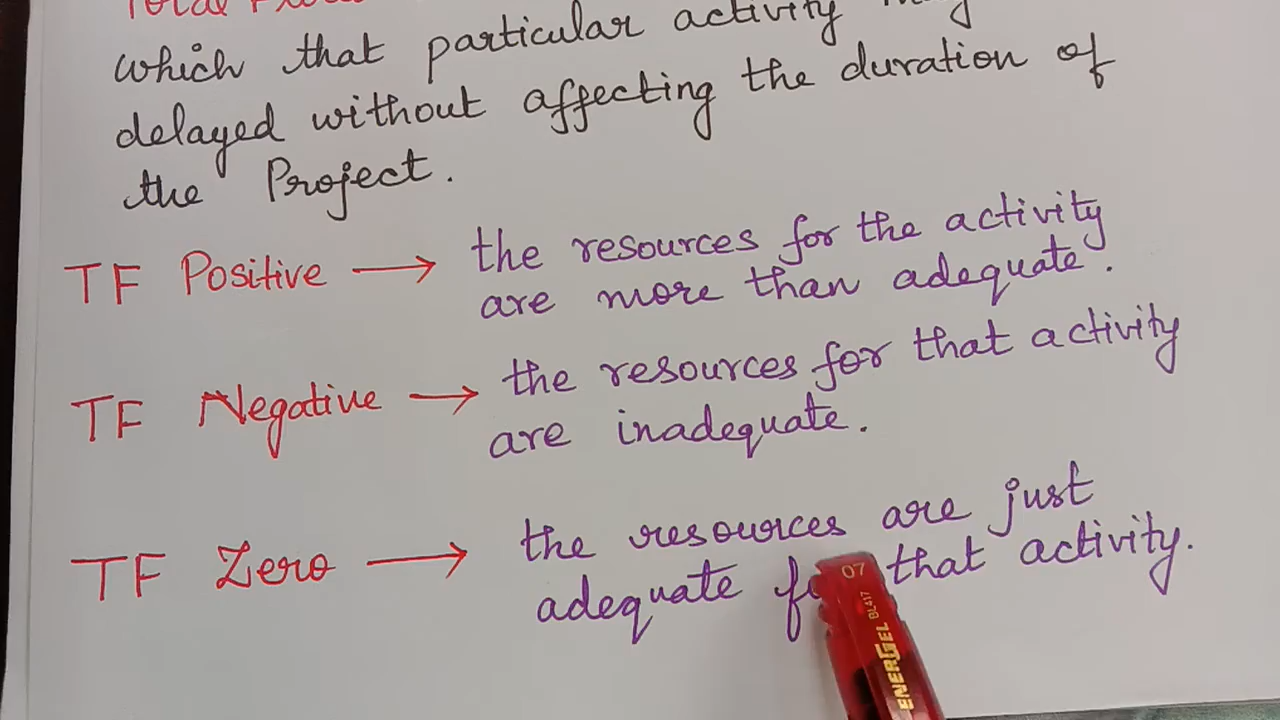 Total
which that particular activity
delayed without affecting the duration of
the Project.
TF Positive → the resources for the activity
are more than adequate.
TF Negative → the resources for that activity
are inadequate.
TF Zero → the resources are just
adequate that activity.
07
BL417
ENERGEL